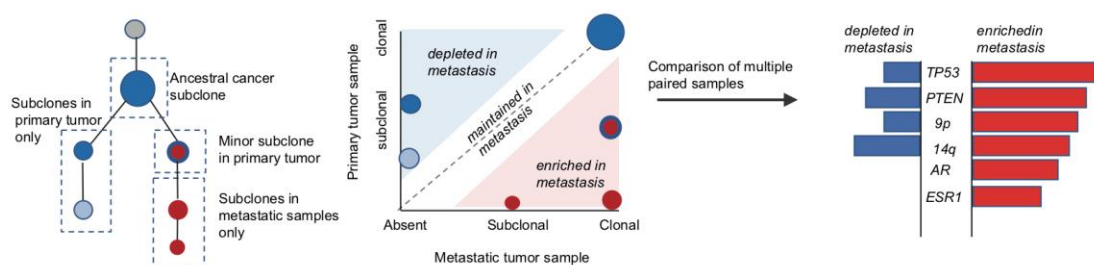 Ancestral cancer
subclone
Subclones in
primary tumor
only
Minor subclone
in primary tumor
Subclones in
metastatic samples
only
Primary tumor sample
clonal
subclonal
depleted in
metastasis
maintained in
metastasis
enriched in
metastasis
Absent
Subclonal
Clonal
Metastatic tumor sample
Comparison of multiple
paired samples
depleted in
metastasis
enrichedin
metastasis
TP53
PTEN
9p
14q
AR
ESR1